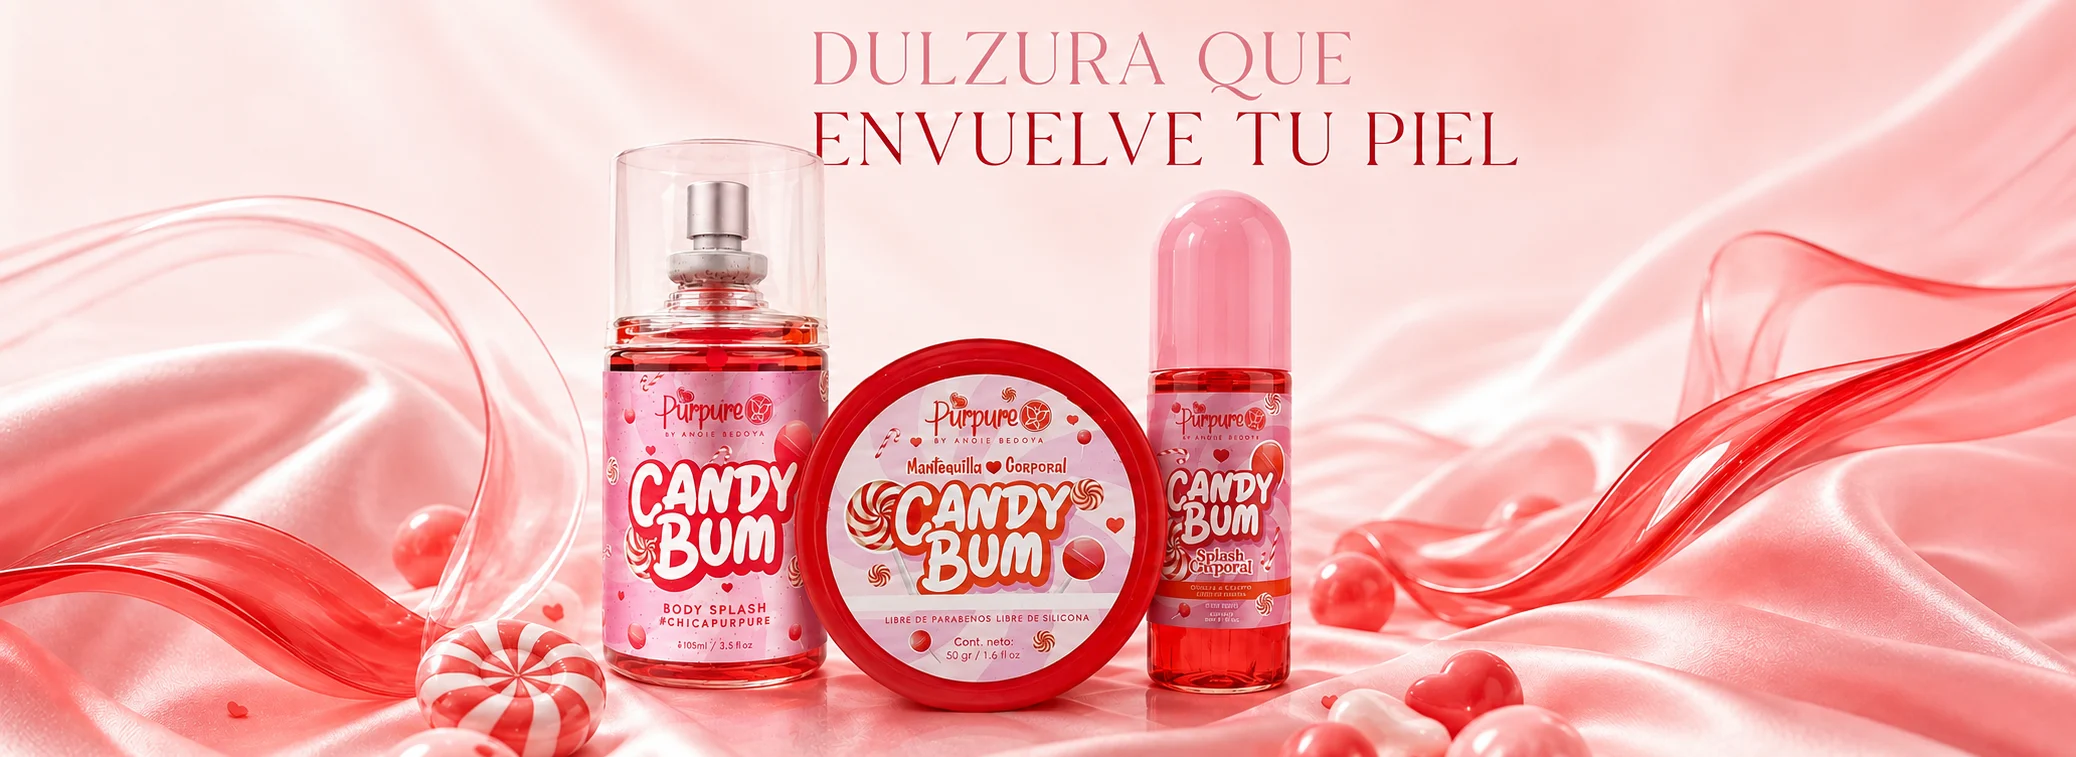 DULZURA QUE
ENVUELVE TU PIEL
Purpure
BY ANGIE BEDOYA
CANDY
BUM
BODY SPLASH
#CHICAPURPURE
105ml / 3.5 fl oz
Purpure
BY ANGIE BEDOYA
Mantequilla Corporal
CANDY
BUM
LIBRE DE PARABENOS LIBRE DE SILICONA
Cont. neto:
50 gr / 1.6 fl oz
Purpure
BY ANGIE BEDOYA
CANDY
BUM
Splash
Corporal